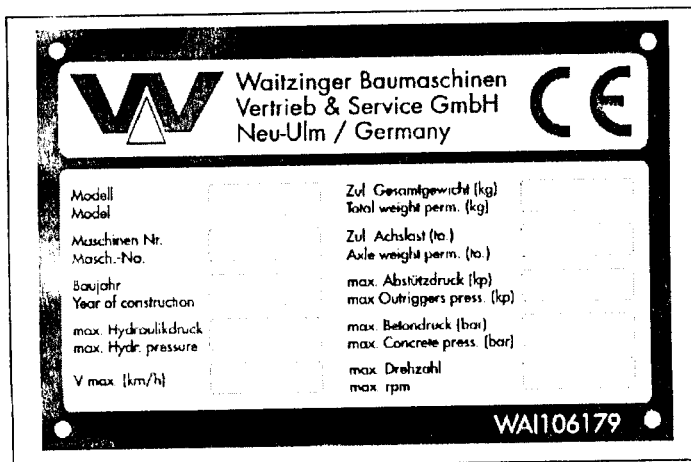 Waitzinger Baumaschinen
Vertrieb & Service GmbH
Neu-Ulm / Germany
CE
Modell
Model
Maschinen Nr.
Masch.-No.
Baujahr
Year of construction
max. Hydraulikdruck
max. Hydr. pressure
V max. (km/h)
Zul. Gesamtgewicht (kg)
Total weight perm. (kg)
Zul. Achslast (to.)
Axle weight perm. (to.)
max. Abstützdruck (kp)
max Outriggers press. (kp)
max. Betondruck (bar)
max. Concrete press. (bar)
max. Drehzahl
max. rpm
WAI106179